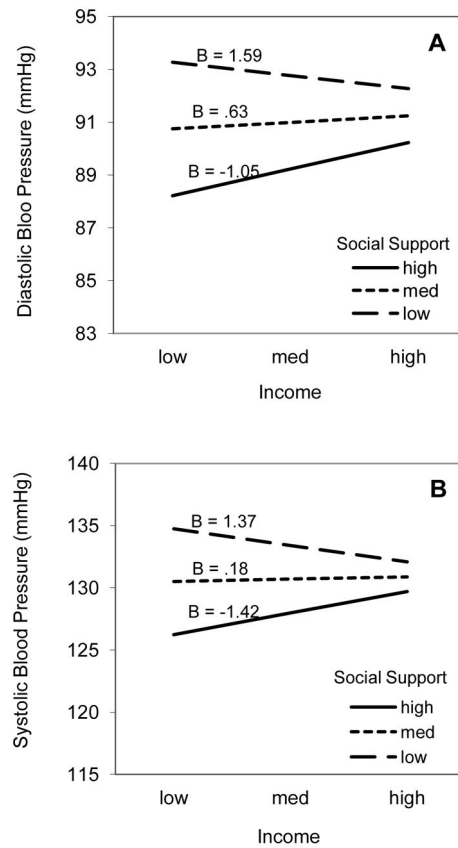 95
93
91
89
87
85
83
Diastolic Bloo Pressure (mmHg)
A
B = 1.59
B = .63
B = -1.05
Social Support
high
med
low
low med high
Income
140
135
130
125
120
115
Systolic Blood Pressure (mmHg)
B
B = 1.37
B = .18
B = -1.42
Social Support
high
med
low
low med high
Income